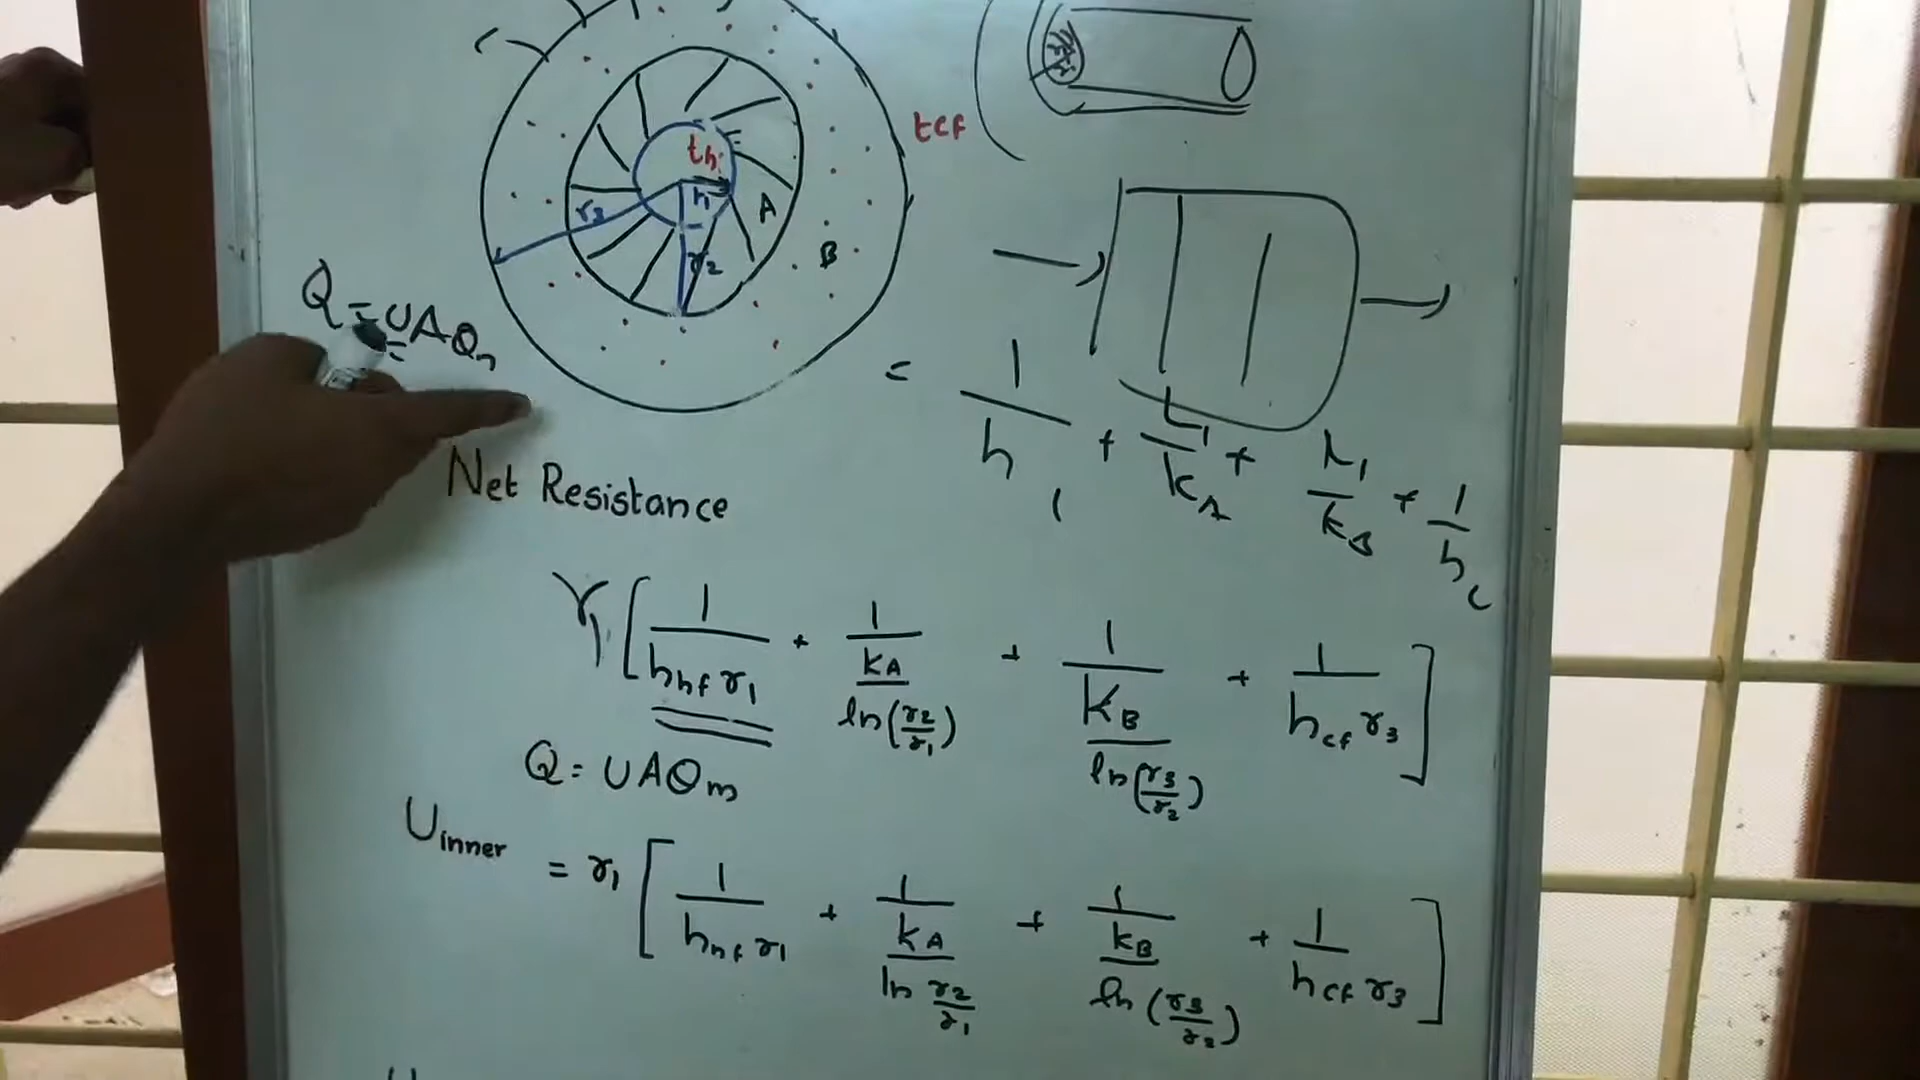 tcf
th
r1
A
r3
r2
B
Q = UAQm
= 1/h1 + L1/kA + L1/kB + 1/hc
Net Resistance
r1 [ 1/(hhf r1) + 1/(kA/ln(r2/r1)) + 1/(KB/ln(r3/r2)) + 1/(hcf r3) ]
Q = UAθm
Uinner = r1 [ 1/(hhf r1) + 1/(kA/ln r2/r1) + 1/(kB/ln(r3/r2)) + 1/(hcf r3) ]